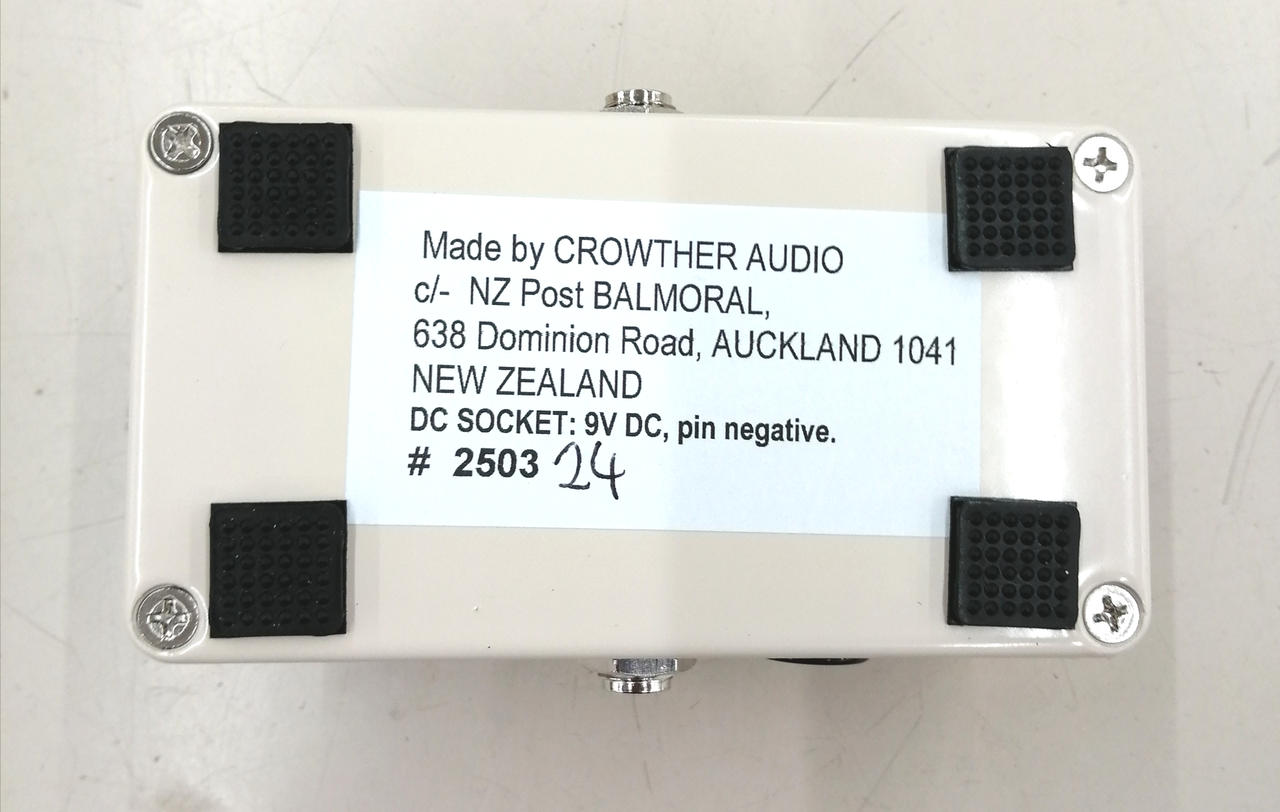 Made by CROWTHER AUDIO
c/- NZ Post BALMORAL,
638 Dominion Road, AUCKLAND 1041
NEW ZEALAND
DC SOCKET: 9V DC, pin negative.
# 2503 24